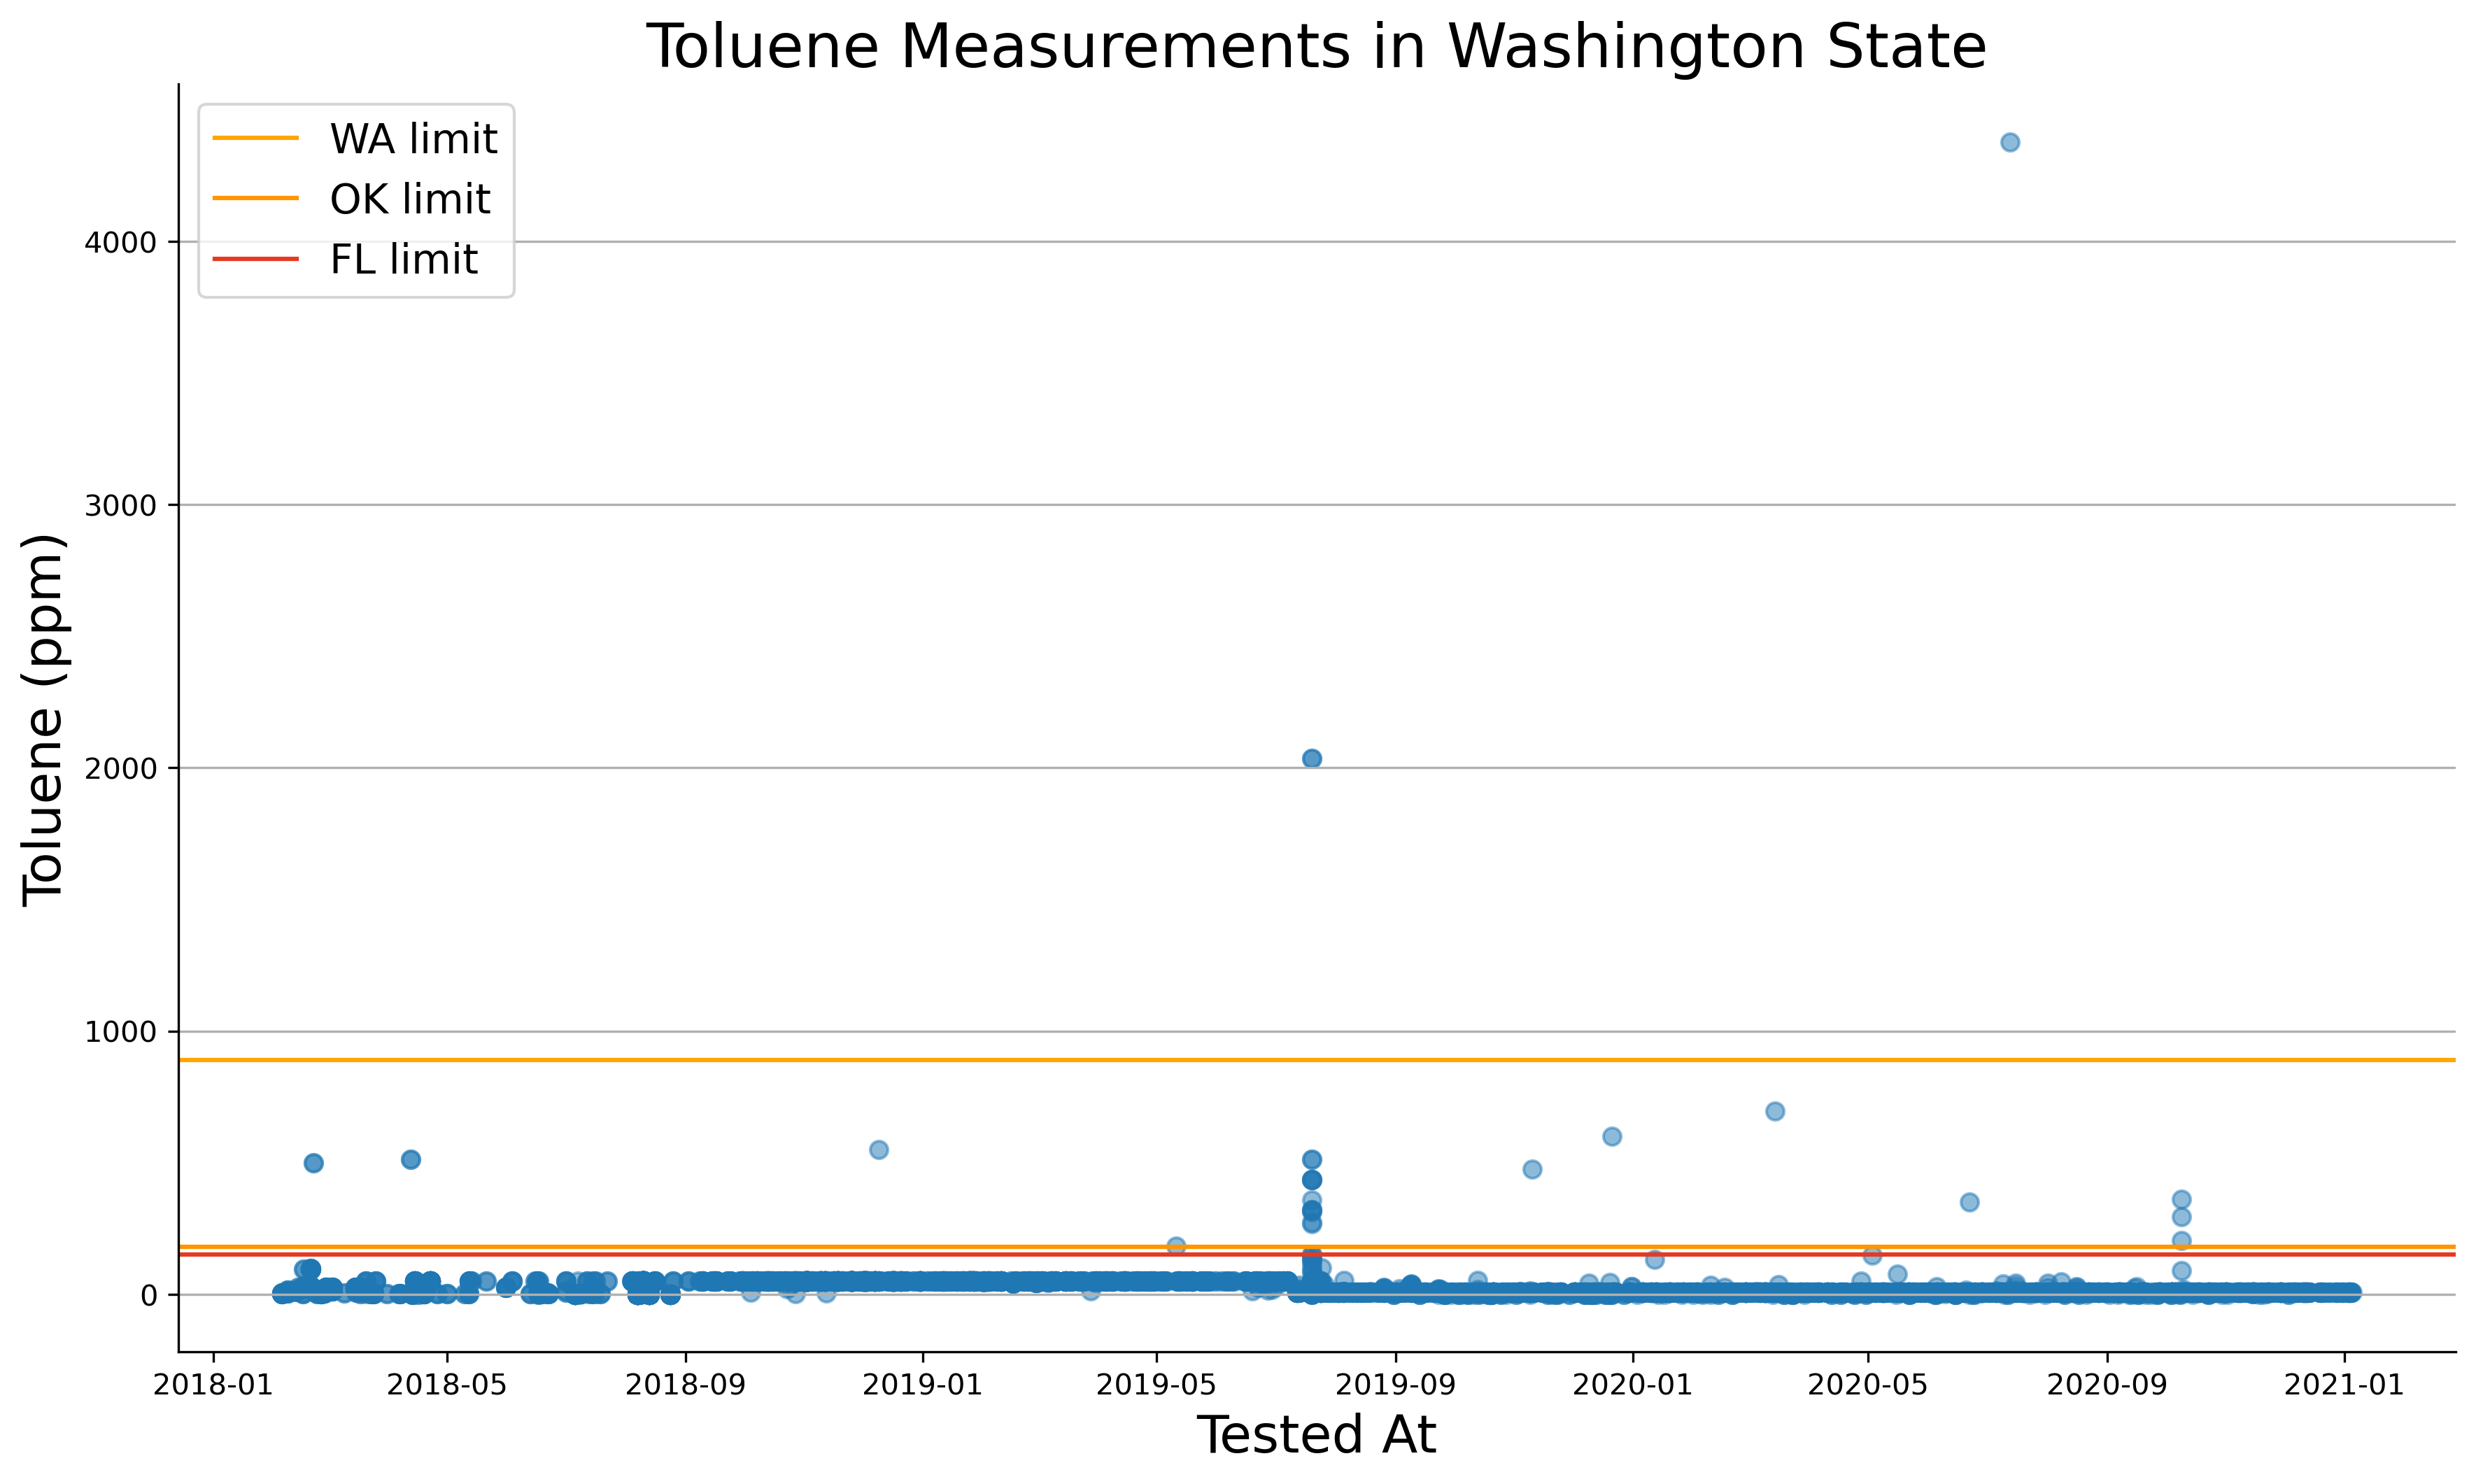 Toluene Measurements in Washington State
WA limit
OK limit
FL limit
Toluene (ppm)
4000
3000
2000
1000
0
2018-01 2018-05 2018-09 2019-01 2019-05 2019-09 2020-01 2020-05 2020-09 2021-01
Tested At